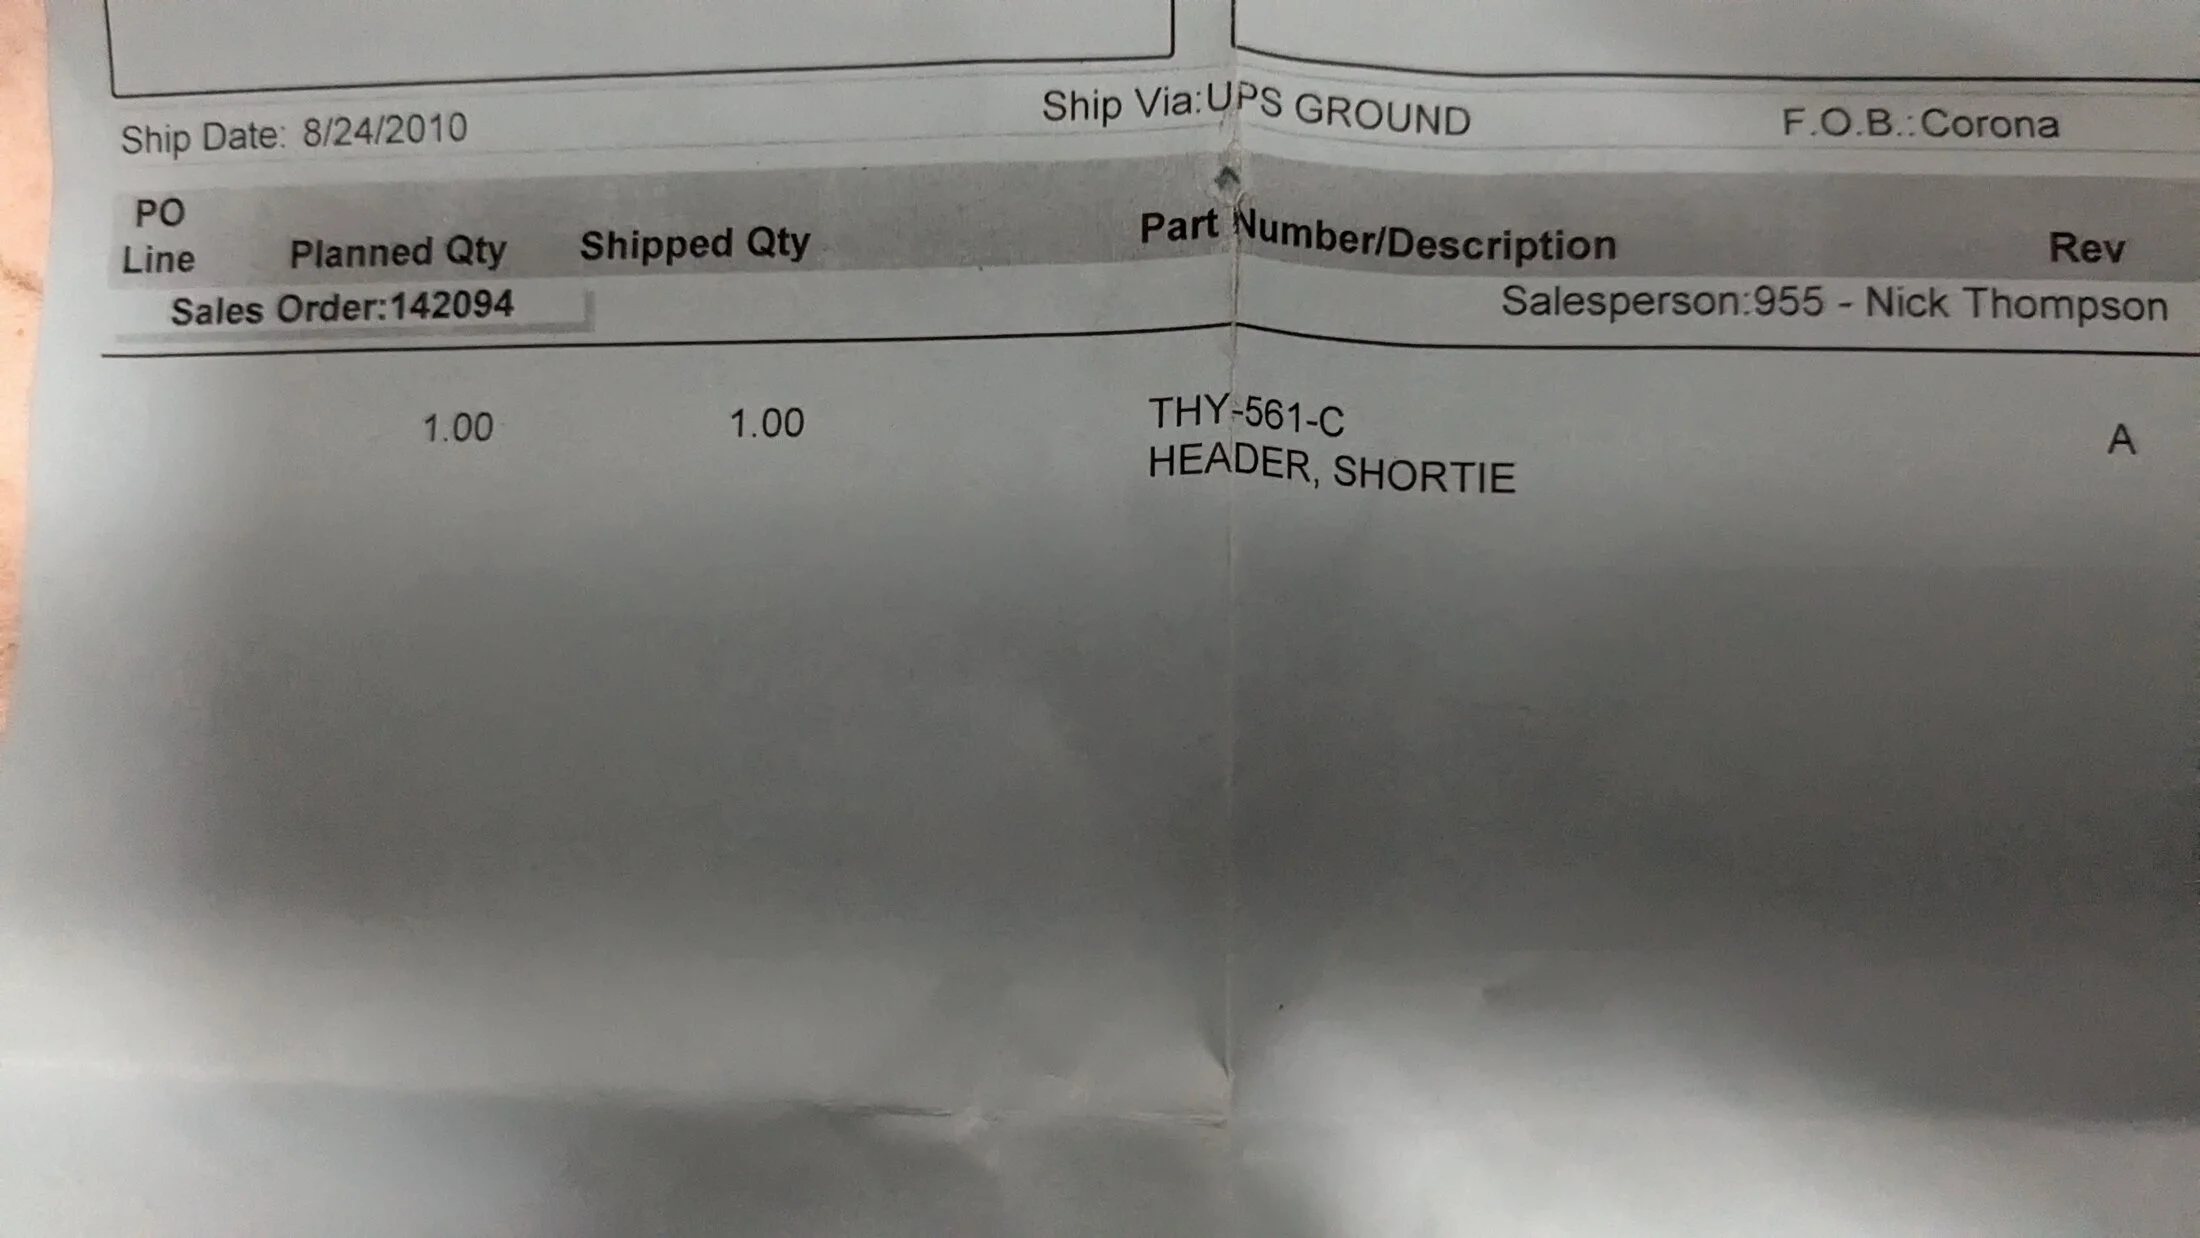 Ship Date: 8/24/2010 Ship Via:UPS GROUND F.O.B.:Corona
PO
Line Planned Qty Shipped Qty Part Number/Description Rev
Sales Order:142094 Salesperson:955 - Nick Thompson
1.00 1.00 THY-561-C A
HEADER, SHORTIE